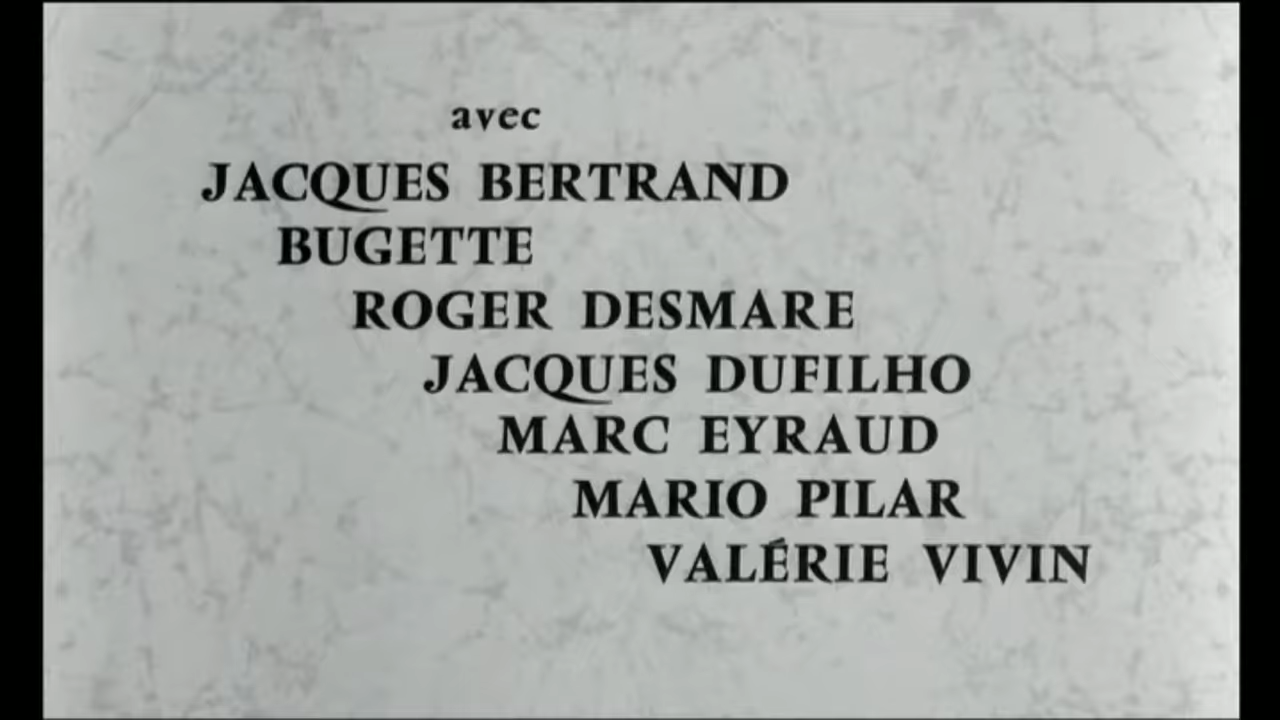 avec
JACQUES BERTRAND
BUGETTE
ROGER DESMARE
JACQUES DUFILHO
MARC EYRAUD
MARIO PILAR
VALÉRIE VIVIN